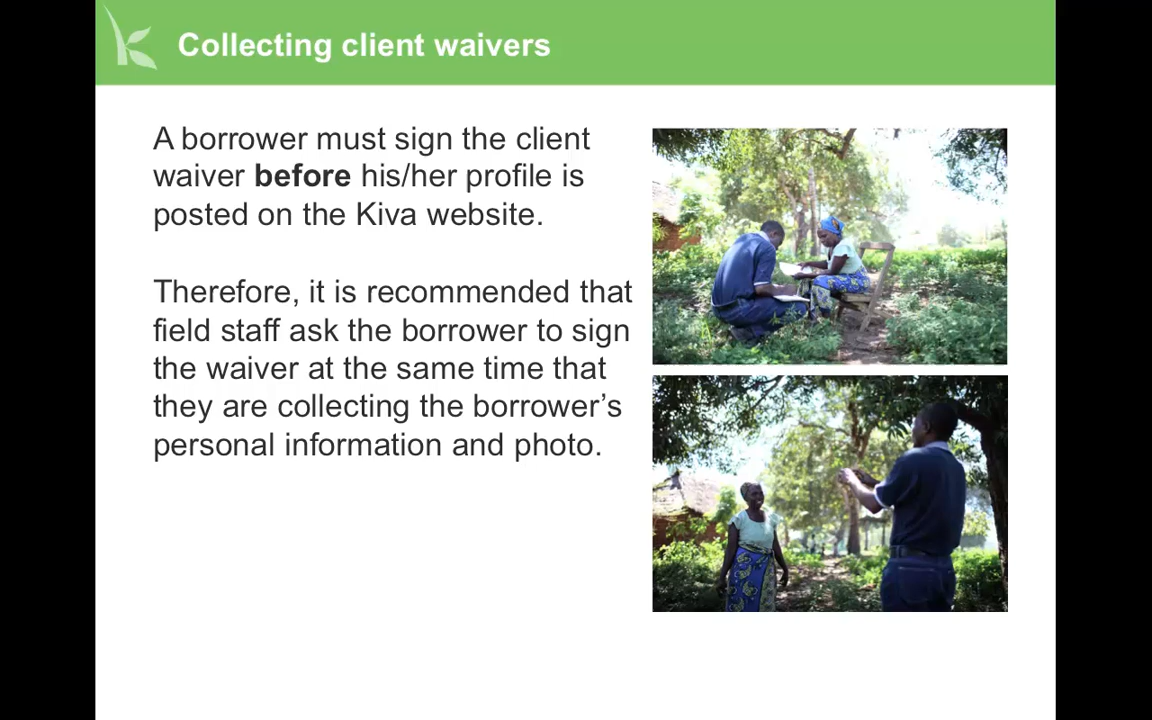 Collecting client waivers
A borrower must sign the client
waiver before his/her profile is
posted on the Kiva website.
Therefore, it is recommended that
field staff ask the borrower to sign
the waiver at the same time that
they are collecting the borrower’s
personal information and photo.